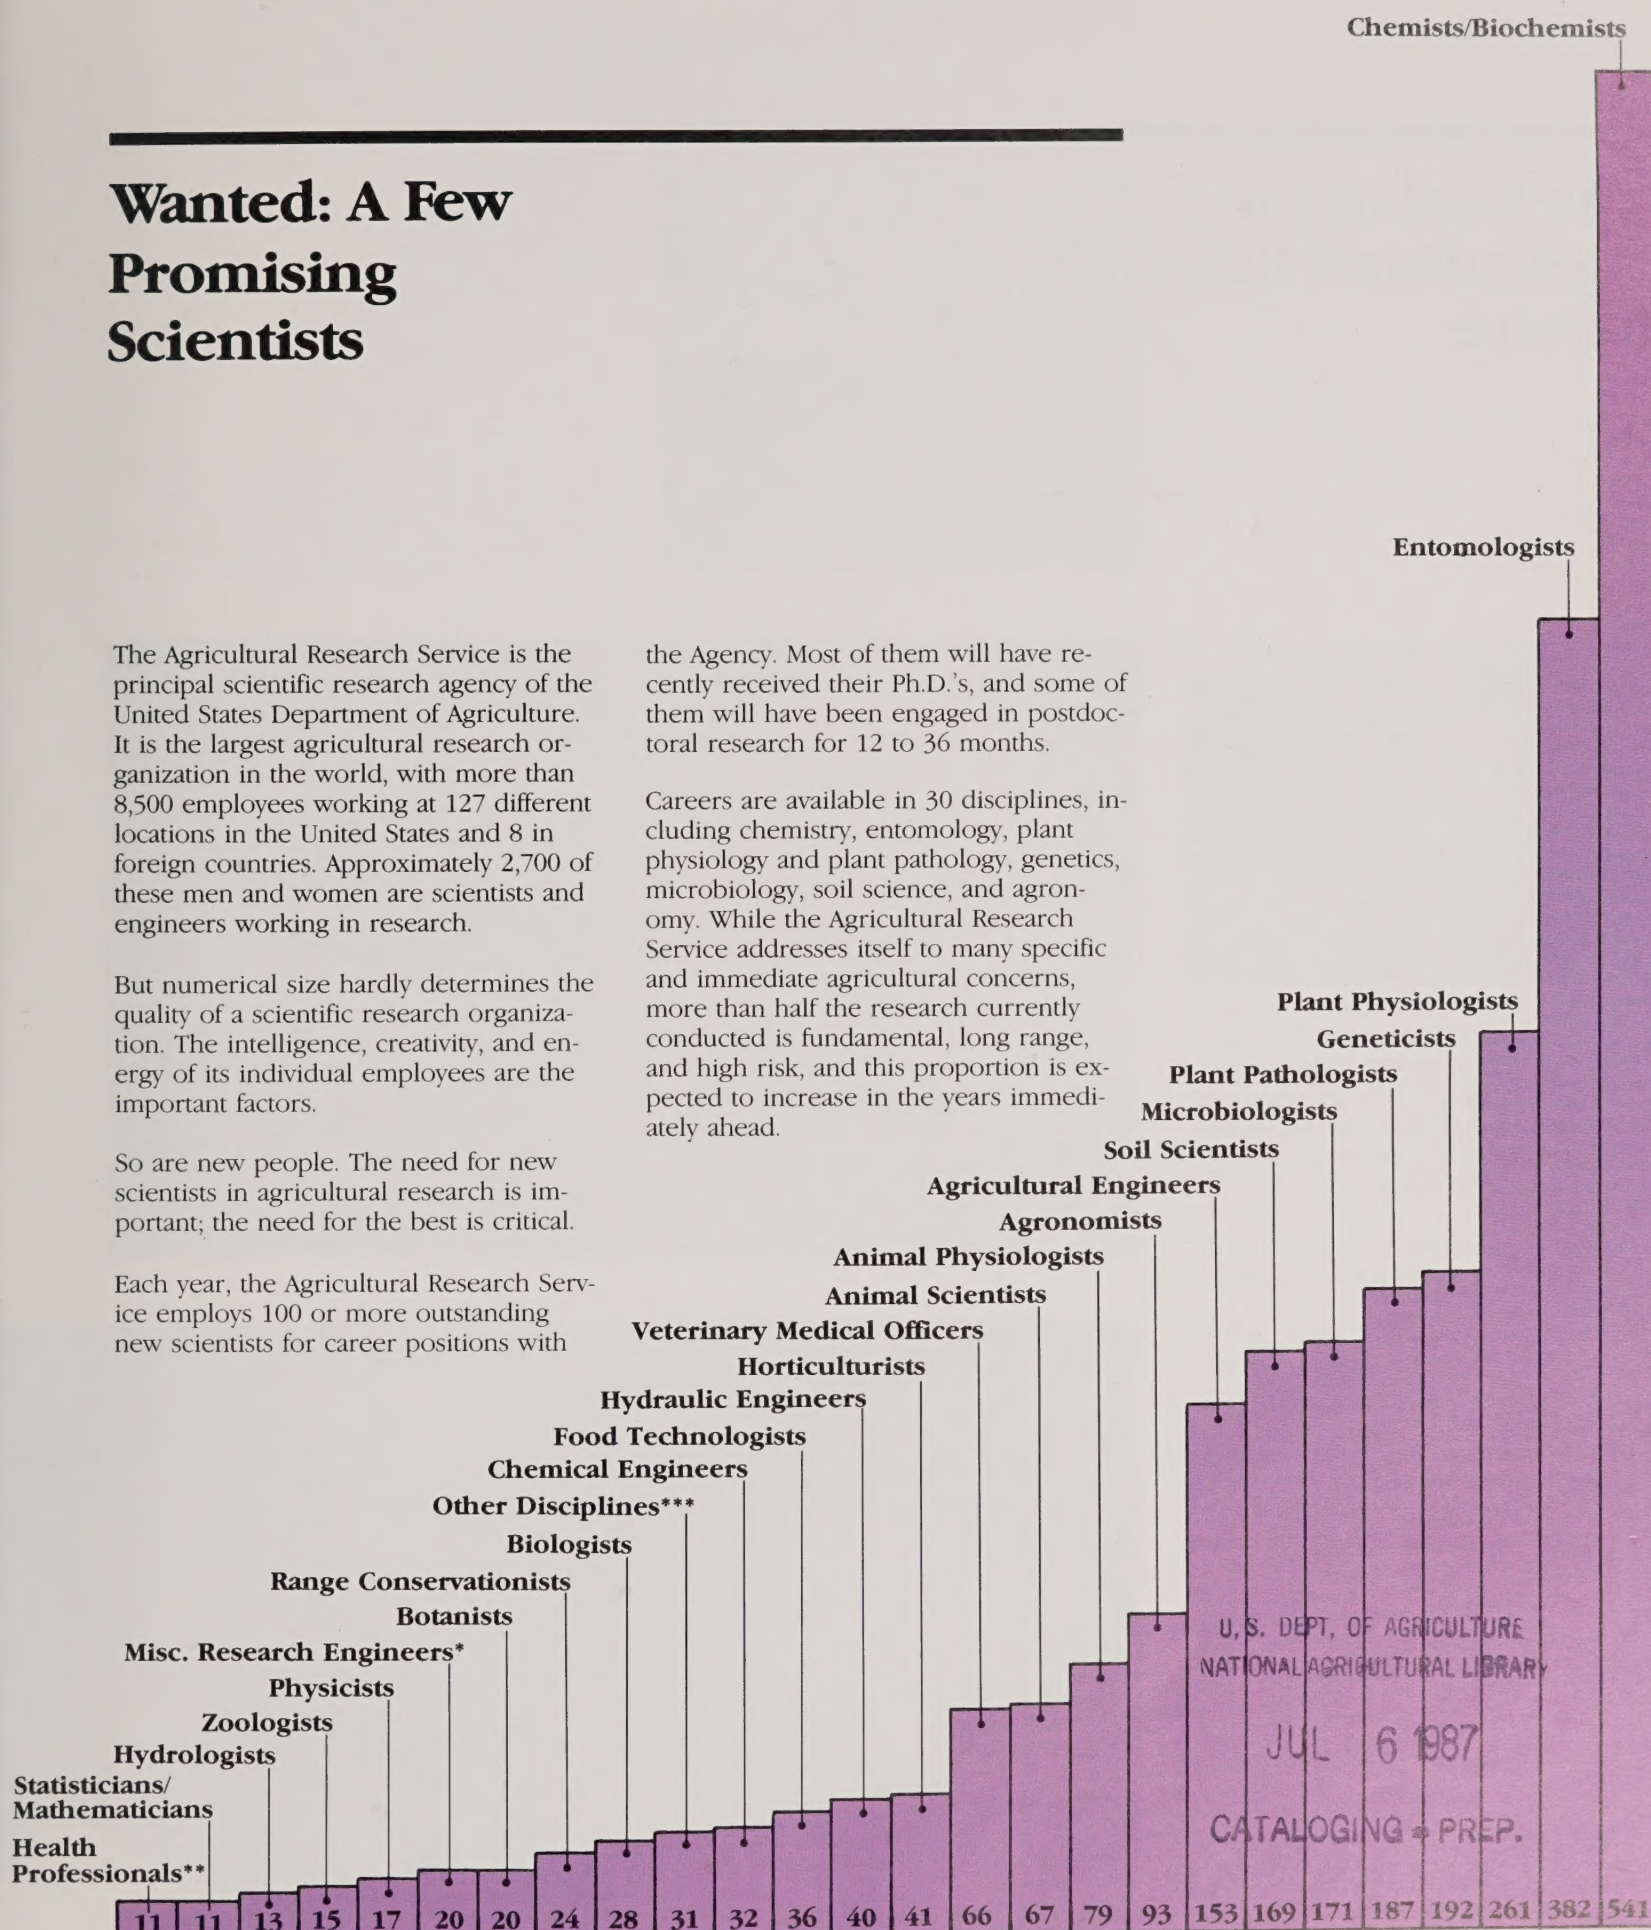 Chemists/Biochemists
Wanted: A Few
Promising
Scientists
Entomologists
The Agricultural Research Service is the
principal scientific research agency of the
United States Department of Agriculture.
It is the largest agricultural research or-
ganization in the world, with more than
8,500 employees working at 127 different
locations in the United States and 8 in
foreign countries. Approximately 2,700 of
these men and women are scientists and
engineers working in research.
But numerical size hardly determines the
quality of a scientific research organiza-
tion. The intelligence, creativity, and en-
ergy of its individual employees are the
important factors.
So are new people. The need for new
scientists in agricultural research is im-
portant; the need for the best is critical.
Each year, the Agricultural Research Serv-
ice employs 100 or more outstanding
new scientists for career positions with
the Agency. Most of them will have re-
cently received their Ph.D.'s, and some of
them will have been engaged in postdoc-
toral research for 12 to 36 months.
Careers are available in 30 disciplines, in-
cluding chemistry, entomology, plant
physiology and plant pathology, genetics,
microbiology, soil science, and agron-
omy. While the Agricultural Research
Service addresses itself to many specific
and immediate agricultural concerns,
more than half the research currently
conducted is fundamental, long range,
and high risk, and this proportion is ex-
pected to increase in the years immedi-
ately ahead.
Plant Physiologists
Geneticists
Plant Pathologists
Microbiologists
Soil Scientists
Agricultural Engineers
Agronomists
Animal Physiologists
Animal Scientists
Veterinary Medical Officers
Horticulturists
Hydraulic Engineers
Food Technologists
Chemical Engineers
Other Disciplines***
Biologists
Range Conservationists
Botanists
Misc. Research Engineers*
Physicists
Zoologists
Hydrologists
Statisticians/
Mathematicians
Health
Professionals**
U.S. DEPT. OF AGRICULTURE
NATIONAL AGRICULTURAL LIBRARY
JUL 6 1987
CATALOGING = PREP.
11 11 13 15 17 20 20 24 28 31 32 36 40 41 66 67 79 93 153 169 171 187 192 261 382 541